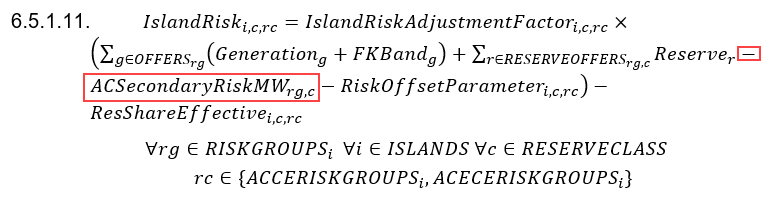 6.5.1.11. IslandRisk_{i,c,rc} = IslandRiskAdjustmentFactor_{i,c,rc} ×
(∑_{g∈OFFERS_{rg}}(Generation_g + FKBand_g) + ∑_{r∈RESERVEOFFERS_{rg,c}} Reserve_r −
ACSecondaryRiskMW_{rg,c} − RiskOffsetParameter_{i,c,rc}) −
ResShareEffective_{i,c,rc}
∀rg ∈ RISKGROUPS_i ∀i ∈ ISLANDS ∀c ∈ RESERVECLASS
rc ∈ {ACCERISKGROUPS_i, ACECERISKGROUPS_i}